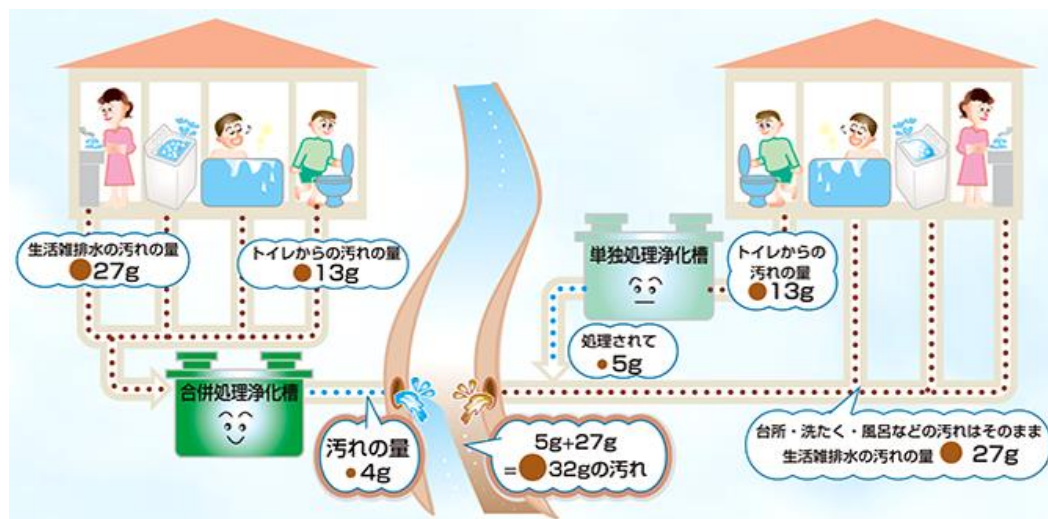 生活雑排水の汚れの量
27g
トイレからの汚れの量
13g
合併処理浄化槽
汚れの量
4g
単独処理浄化槽
トイレからの
汚れの量
13g
処理されて
5g
5g+27g
=32gの汚れ
台所・洗たく・風呂などの汚れはそのまま
生活雑排水の汚れの量 27g